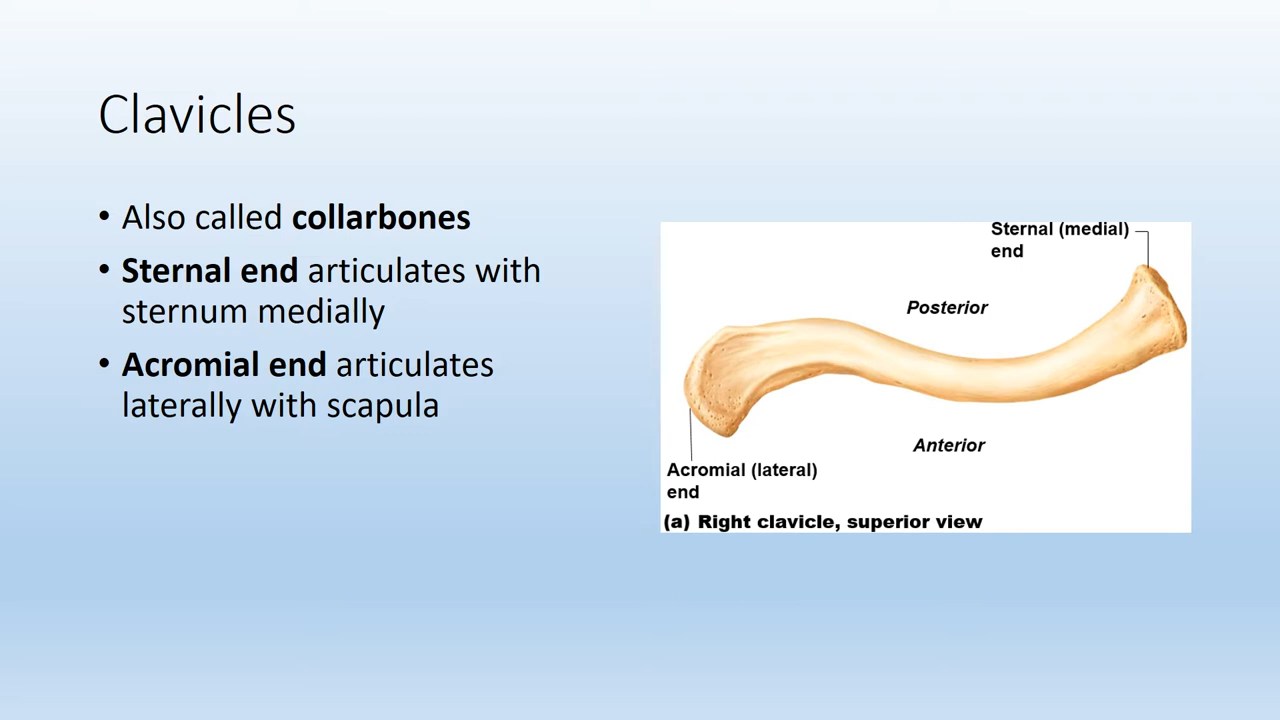 Clavicles
• Also called collarbones
• Sternal end articulates with
sternum medially
• Acromial end articulates
laterally with scapula
Sternal (medial)
end
Posterior
Anterior
Acromial (lateral)
end
(a) Right clavicle, superior view